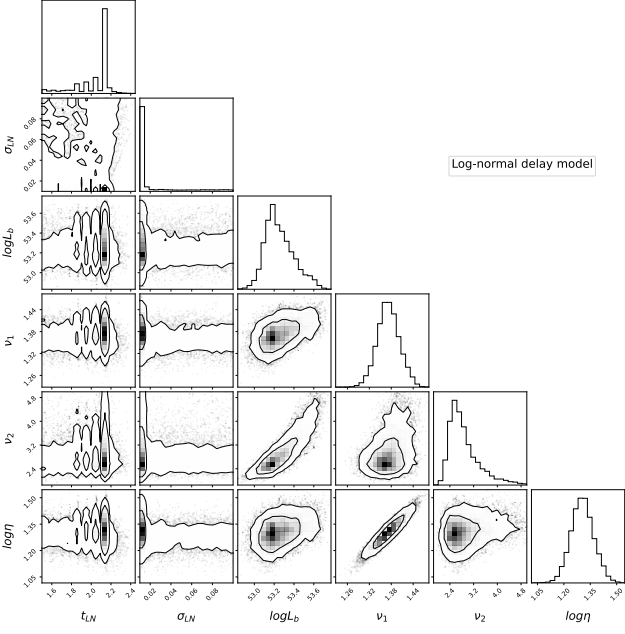 Log-normal delay model
σ_LN
0.08
0.06
0.04
0.02
logL_b
53.6
53.4
53.2
53.0
ν_1
1.44
1.38
1.32
1.26
ν_2
4.8
4.0
3.2
2.4
logη
1.50
1.35
1.20
1.05
1.6 1.8 2.0 2.2 2.4
0.02 0.04 0.06 0.08
53.0 53.2 53.4 53.6
1.26 1.32 1.38 1.44
2.4 3.2 4.0 4.8
1.05 1.20 1.35 1.50
t_LN σ_LN logL_b ν_1 ν_2 logη